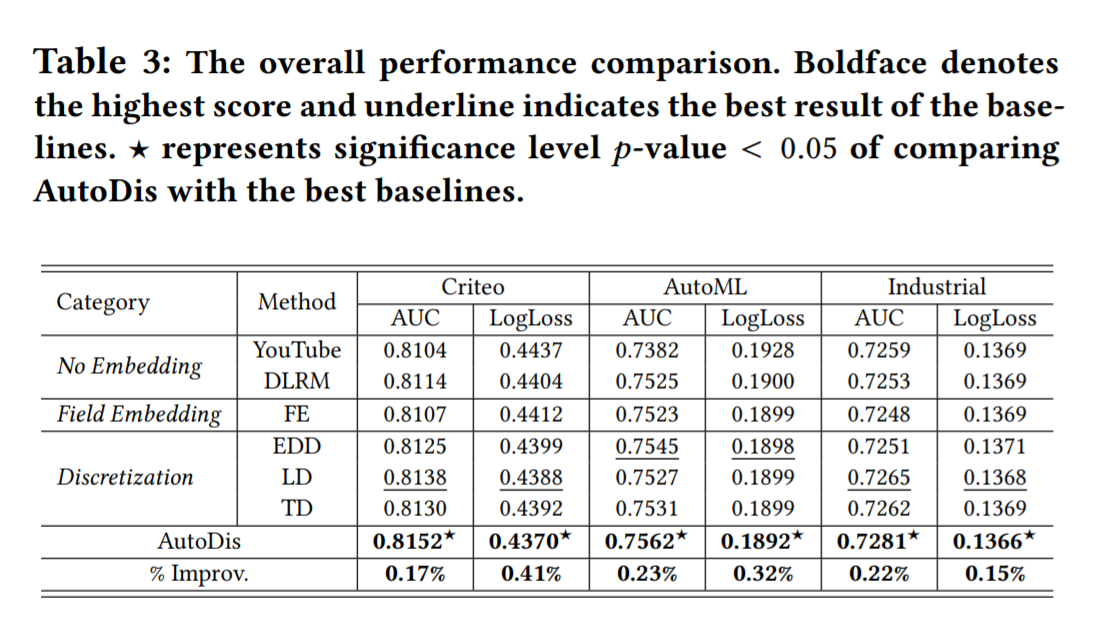 Table 3: The overall performance comparison. Boldface denotes
the highest score and underline indicates the best result of the base-
lines. ★ represents significance level p-value < 0.05 of comparing
AutoDis with the best baselines.
Category Method Criteo AutoML Industrial
AUC LogLoss AUC LogLoss AUC LogLoss
No Embedding YouTube 0.8104 0.4437 0.7382 0.1928 0.7259 0.1369
DLRM 0.8114 0.4404 0.7525 0.1900 0.7253 0.1369
Field Embedding FE 0.8107 0.4412 0.7523 0.1899 0.7248 0.1369
Discretization EDD 0.8125 0.4399 0.7545 0.1898 0.7251 0.1371
LD 0.8138 0.4388 0.7527 0.1899 0.7265 0.1368
TD 0.8130 0.4392 0.7531 0.1899 0.7262 0.1369
AutoDis 0.8152★ 0.4370★ 0.7562★ 0.1892★ 0.7281★ 0.1366★
% Improv. 0.17% 0.41% 0.23% 0.32% 0.22% 0.15%